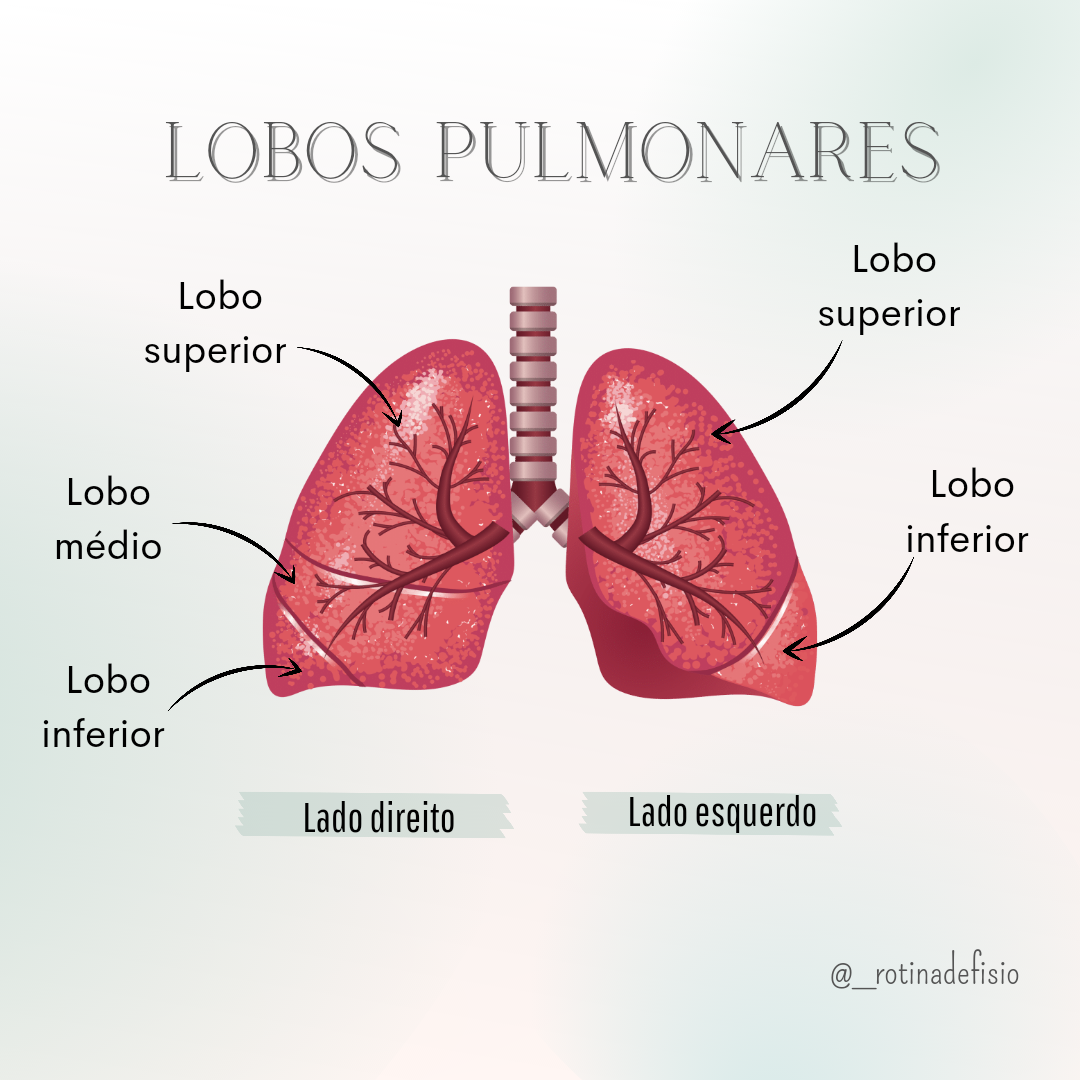 LOBOS PULMONARES
Lobo
superior
Lobo
médio
Lobo
inferior
Lobo
superior
Lobo
inferior
Lado direito
Lado esquerdo
@__rotinadefisio